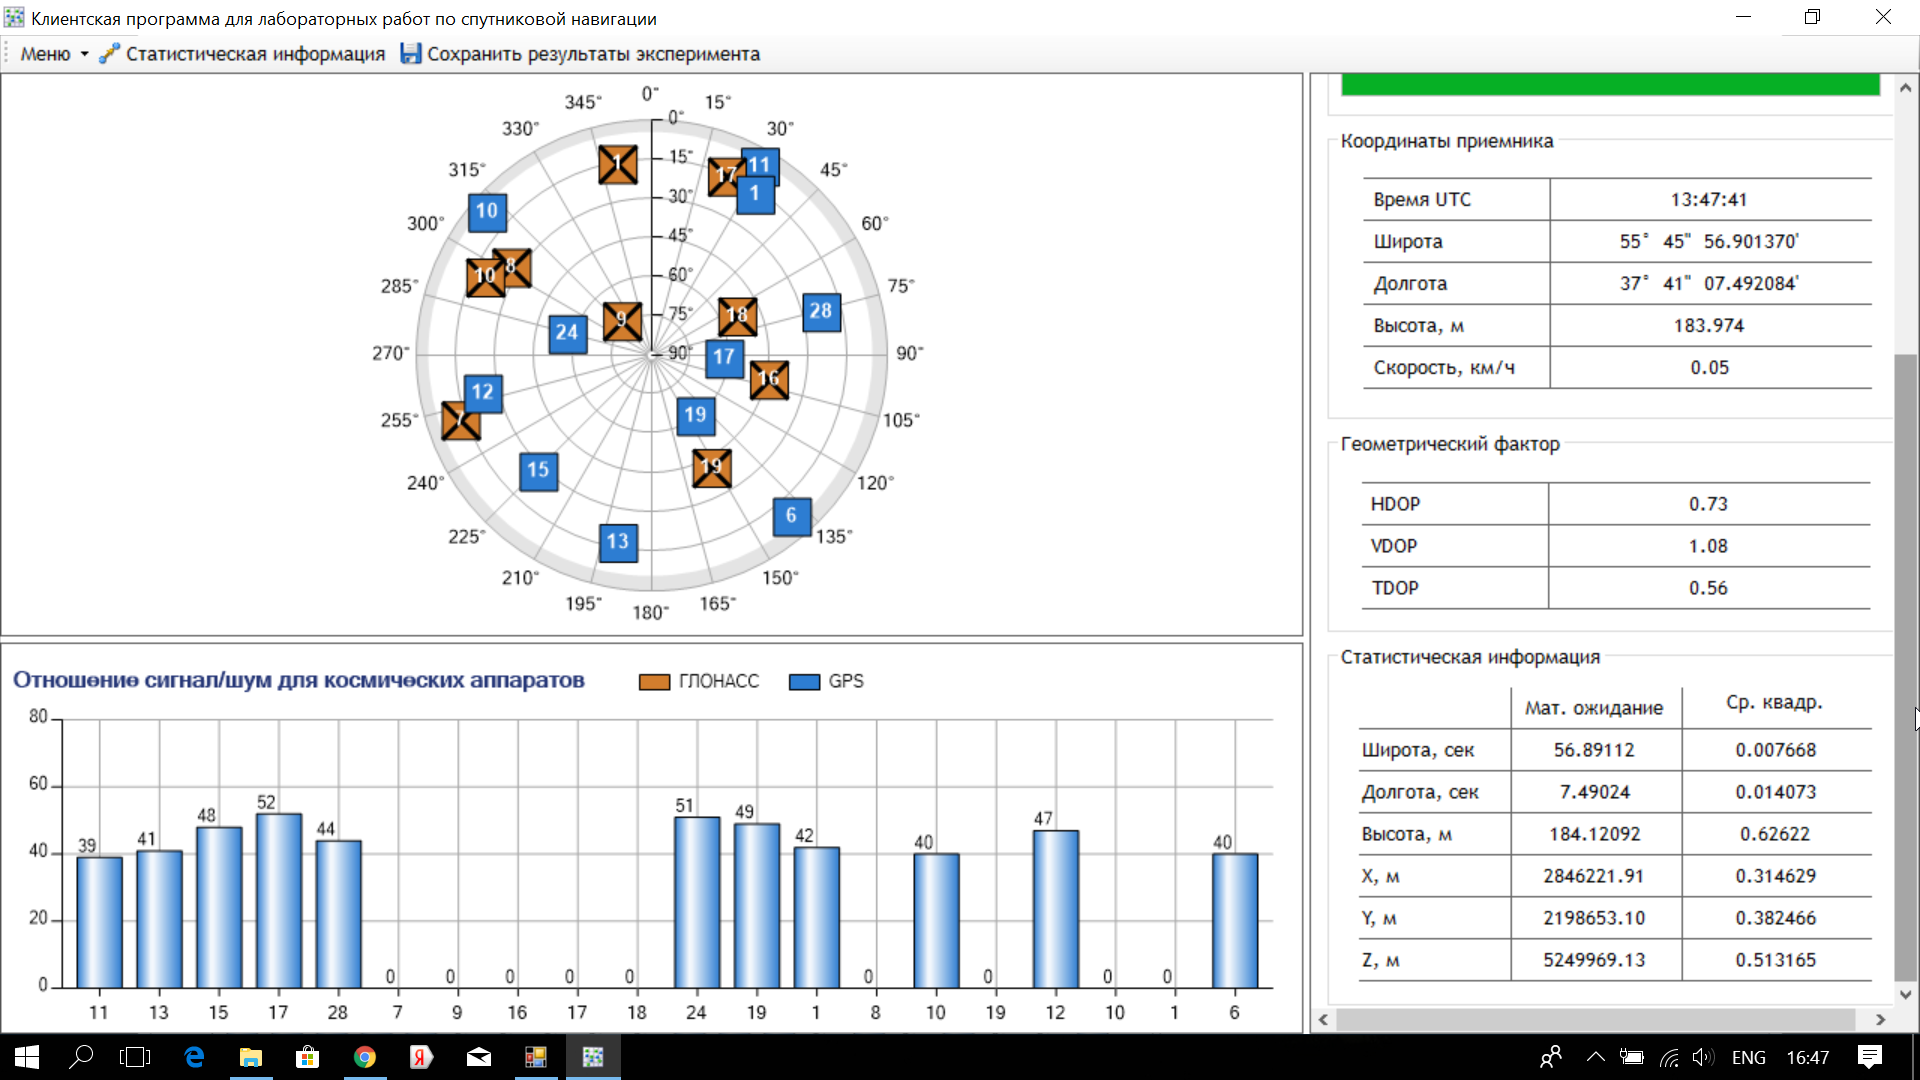 Клиентская программа для лабораторных работ по спутниковой навигации
Меню Статистическая информация Сохранить результаты эксперимента
0°
345° 15°
330° 30°
315° 45°
300° 60°
285° 75°
270° 90°
255° 105°
240° 120°
225° 135°
210° 150°
195° 165°
180°
0°
15°
30°
45°
60°
75°
90°
1
17
11
1
10
8
10
9
18
28
24
17
16
12
7
19
15
19
6
13
Координаты приемника
Время UTC 13:47:41
Широта 55° 45" 56.901370'
Долгота 37° 41" 07.492084'
Высота, м 183.974
Скорость, км/ч 0.05
Геометрический фактор
HDOP 0.73
VDOP 1.08
TDOP 0.56
Статистическая информация
Мат. ожидание Ср. квадр.
Широта, сек 56.89112 0.007668
Долгота, сек 7.49024 0.014073
Высота, м 184.12092 0.62622
X, м 2846221.91 0.314629
Y, м 2198653.10 0.382466
Z, м 5249969.13 0.513165
Отношение сигнал/шум для космических аппаратов ГЛОНАСС GPS
80
60
40
20
0
39 41 48 52 44 0 0 0 0 0 51 49 42 0 40 0 47 0 0 40
11 13 15 17 28 7 9 16 17 18 24 19 1 8 10 19 12 10 1 6
ENG 16:47